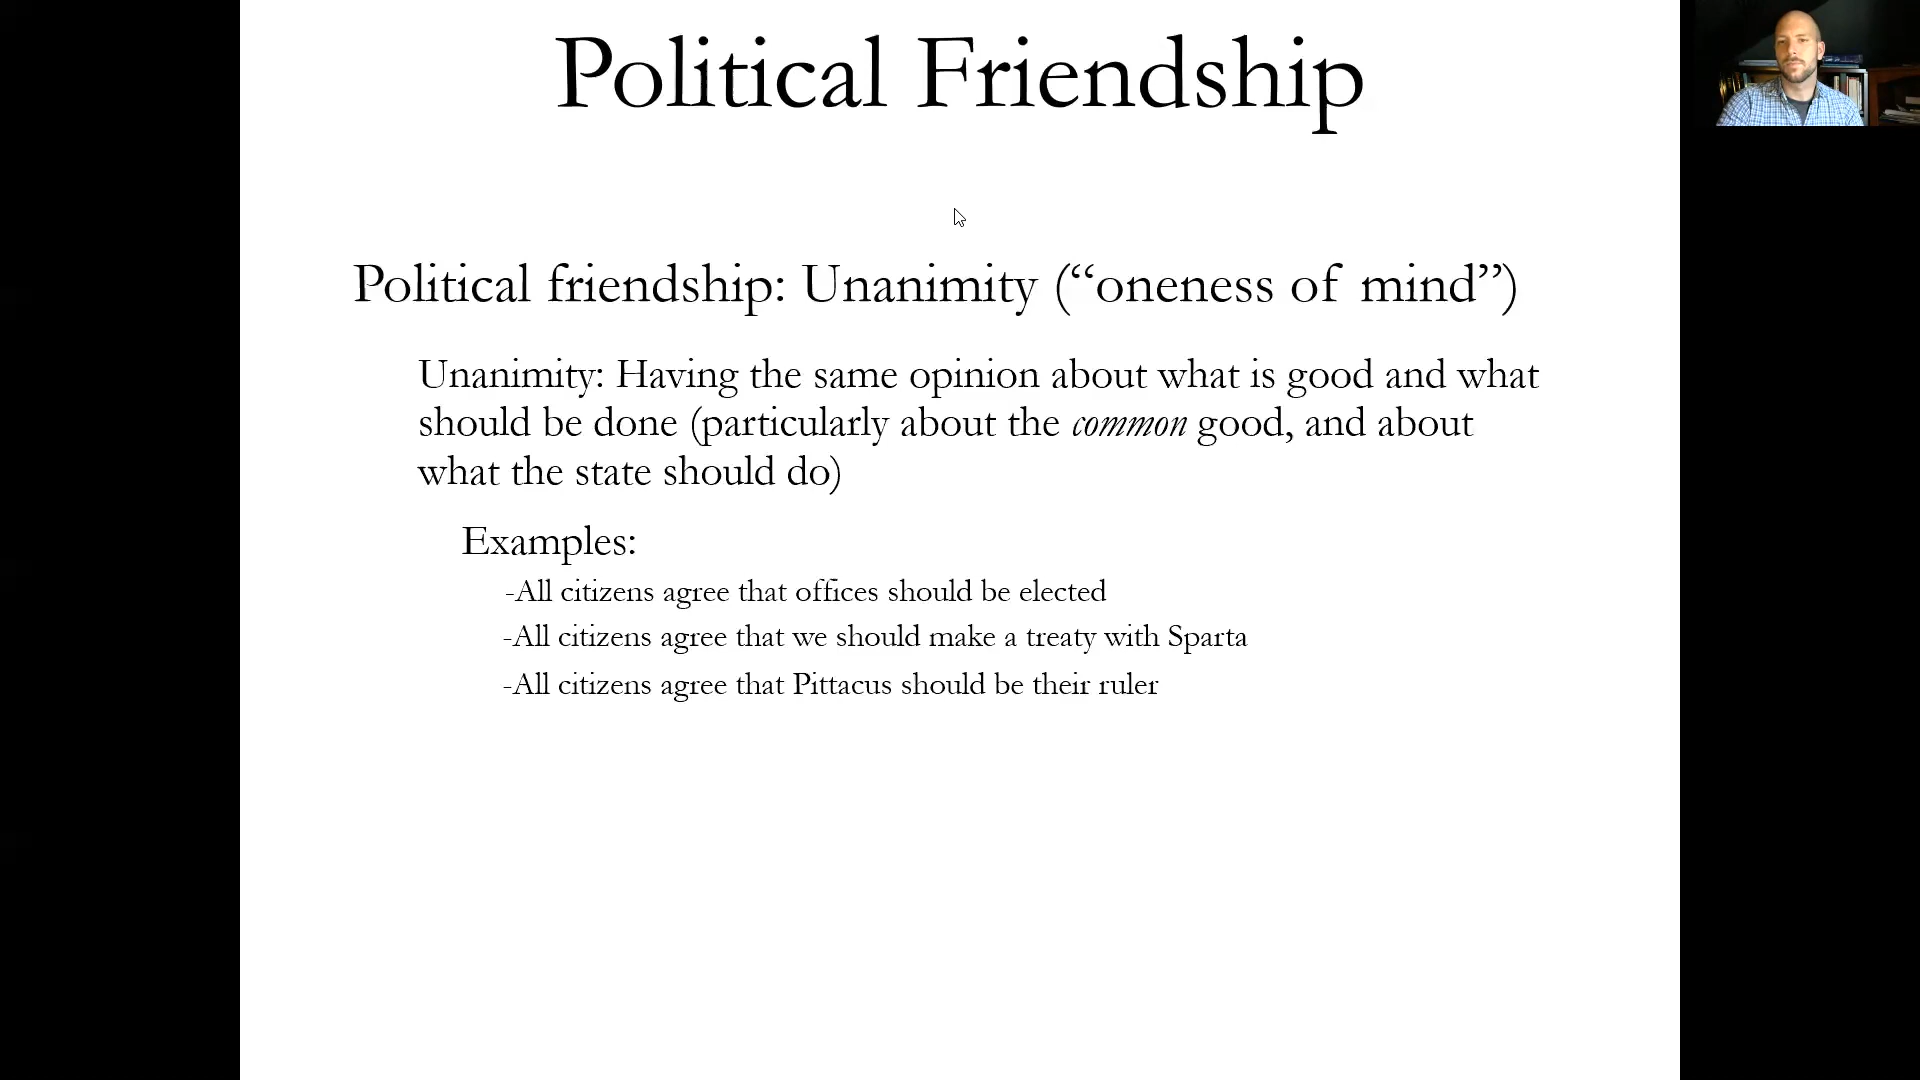 Political Friendship
Political friendship: Unanimity (“oneness of mind”)
Unanimity: Having the same opinion about what is good and what
should be done (particularly about the common good, and about
what the state should do)
Examples:
-All citizens agree that offices should be elected
-All citizens agree that we should make a treaty with Sparta
-All citizens agree that Pittacus should be their ruler